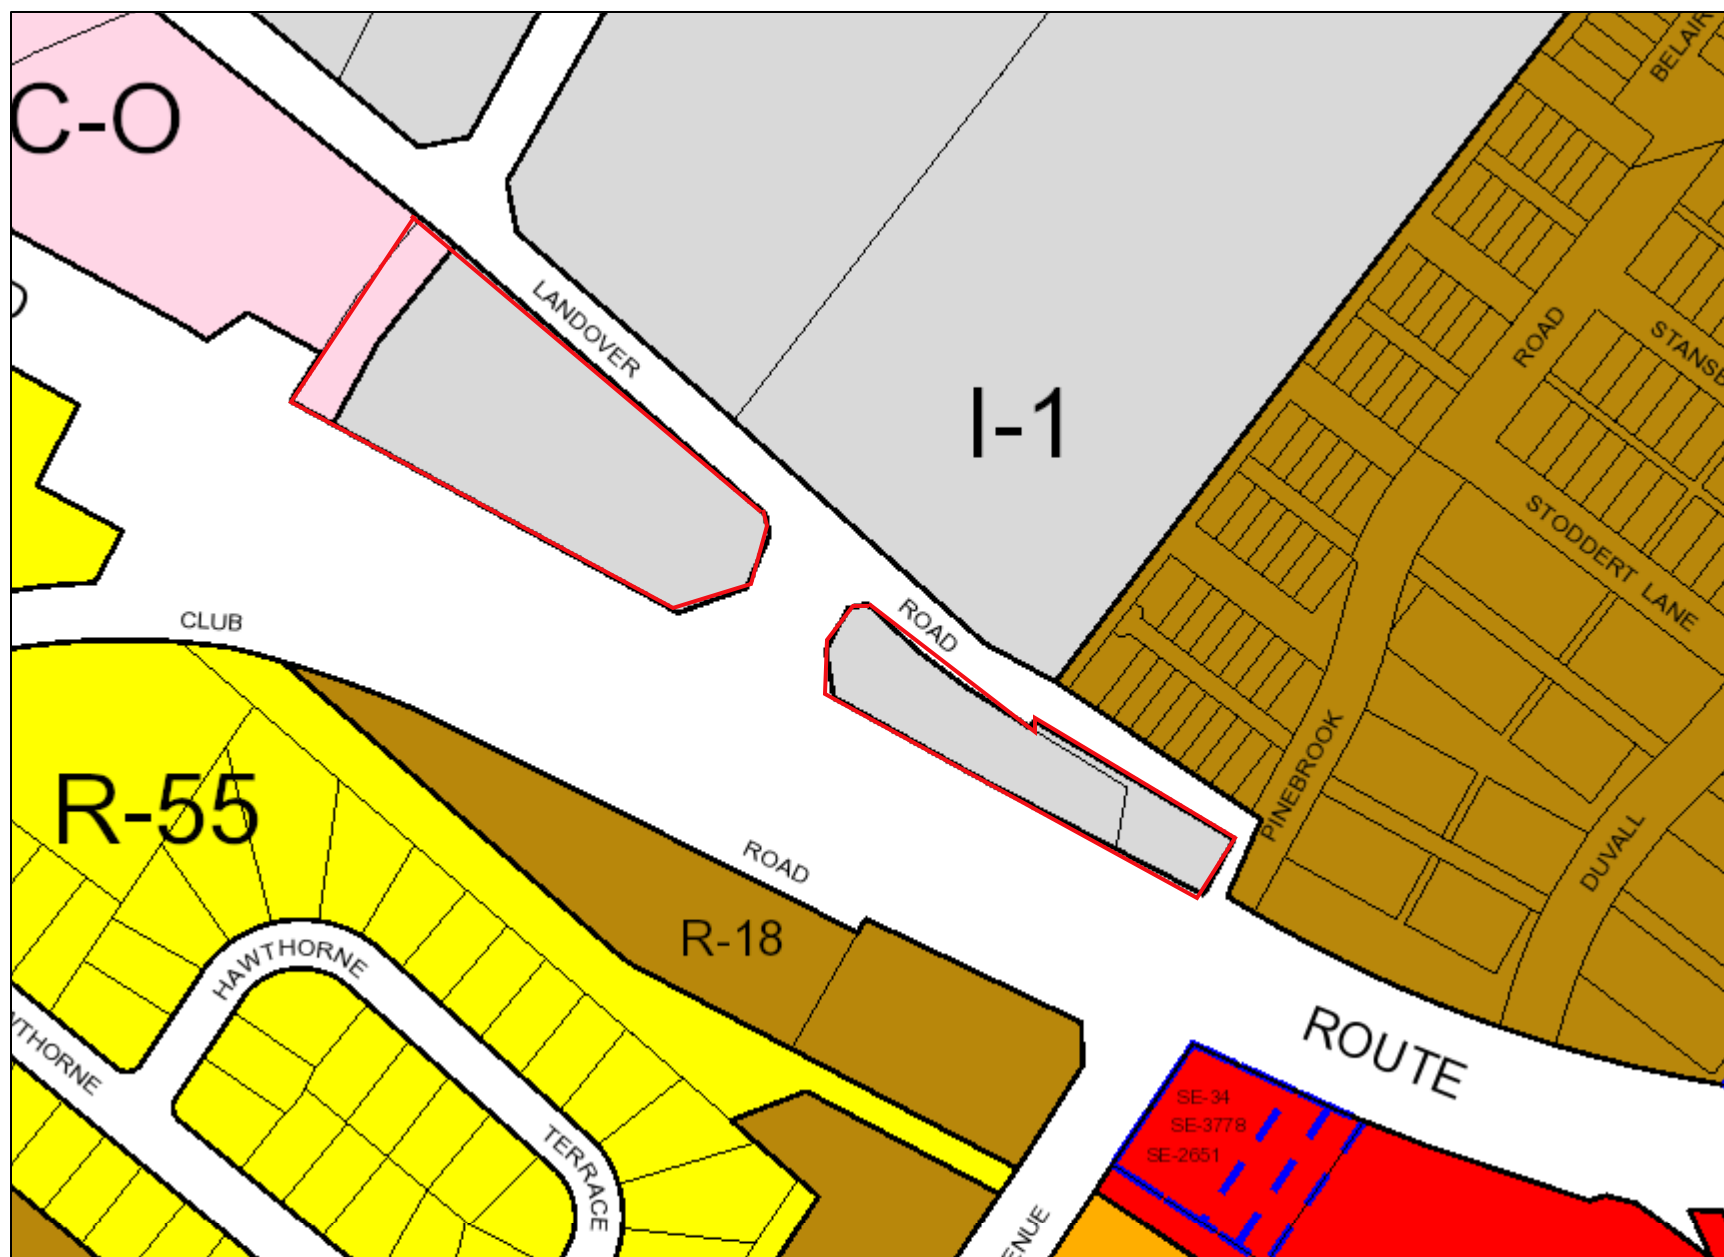 BELAIR
C-O
LANDOVER
ROAD
STANSB
I-1
STODDERT LANE
ROAD
CLUB
PINEBROOK
R-55
ROAD
DUVALL
R-18
HAWTHORNE
WTHORNE
ROUTE
SE-34
SE-3778
SE-2651
TERRACE
ENUE